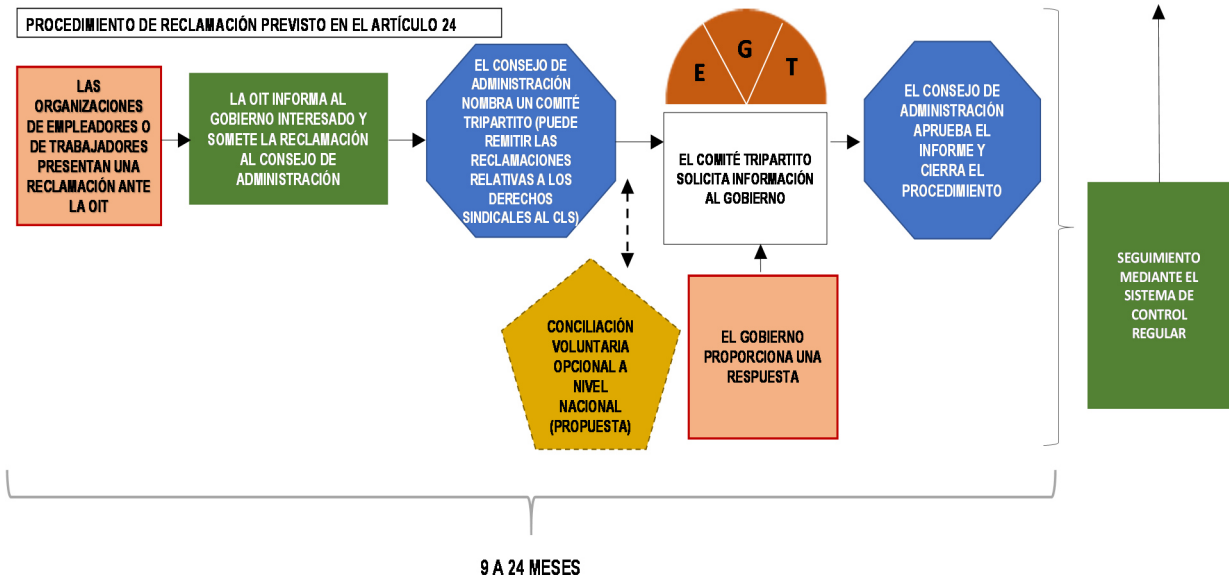 PROCEDIMIENTO DE RECLAMACIÓN PREVISTO EN EL ARTÍCULO 24
LAS
ORGANIZACIONES
DE EMPLEADORES O
DE TRABAJADORES
PRESENTAN UNA
RECLAMACIÓN ANTE
LA OIT
LA OIT INFORMA AL
GOBIERNO INTERESADO Y
SOMETE LA RECLAMACIÓN
AL CONSEJO DE
ADMINISTRACIÓN
EL CONSEJO DE
ADMINISTRACIÓN
NOMBRA UN COMITÉ
TRIPARTITO (PUEDE
REMITIR LAS
RECLAMACIONES
RELATIVAS A LOS
DERECHOS
SINDICALES AL CLS)
E
G
T
EL COMITÉ TRIPARTITO
SOLICITA INFORMACIÓN
AL GOBIERNO
EL CONSEJO DE
ADMINISTRACIÓN
APRUEBA EL
INFORME Y
CIERRA EL
PROCEDIMIENTO
CONCILIACIÓN
VOLUNTARIA
OPCIONAL A
NIVEL
NACIONAL
(PROPUESTA)
EL GOBIERNO
PROPORCIONA UNA
RESPUESTA
SEGUIMIENTO
MEDIANTE EL
SISTEMA DE
CONTROL
REGULAR
9 A 24 MESES